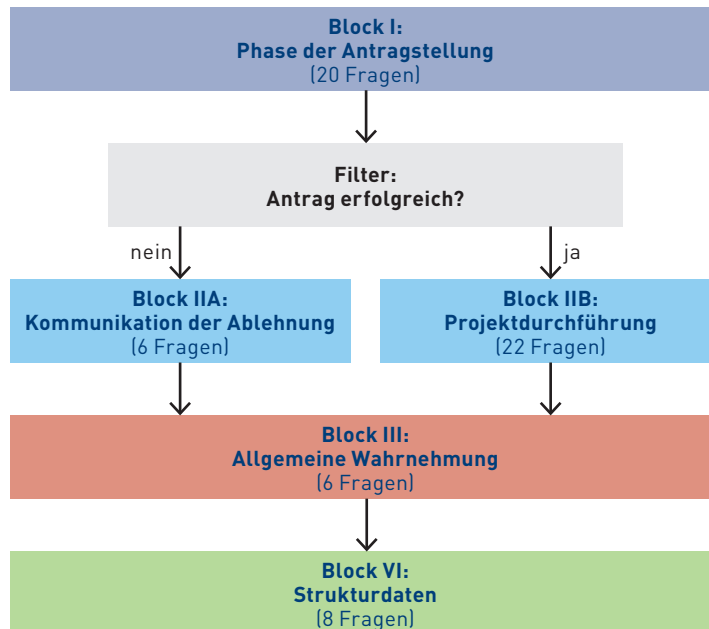 Block I:
Phase der Antragstellung
(20 Fragen)
Filter:
Antrag erfolgreich?
nein
ja
Block IIA:
Kommunikation der Ablehnung
(6 Fragen)
Block IIB:
Projektdurchführung
(22 Fragen)
Block III:
Allgemeine Wahrnehmung
(6 Fragen)
Block VI:
Strukturdaten
(8 Fragen)